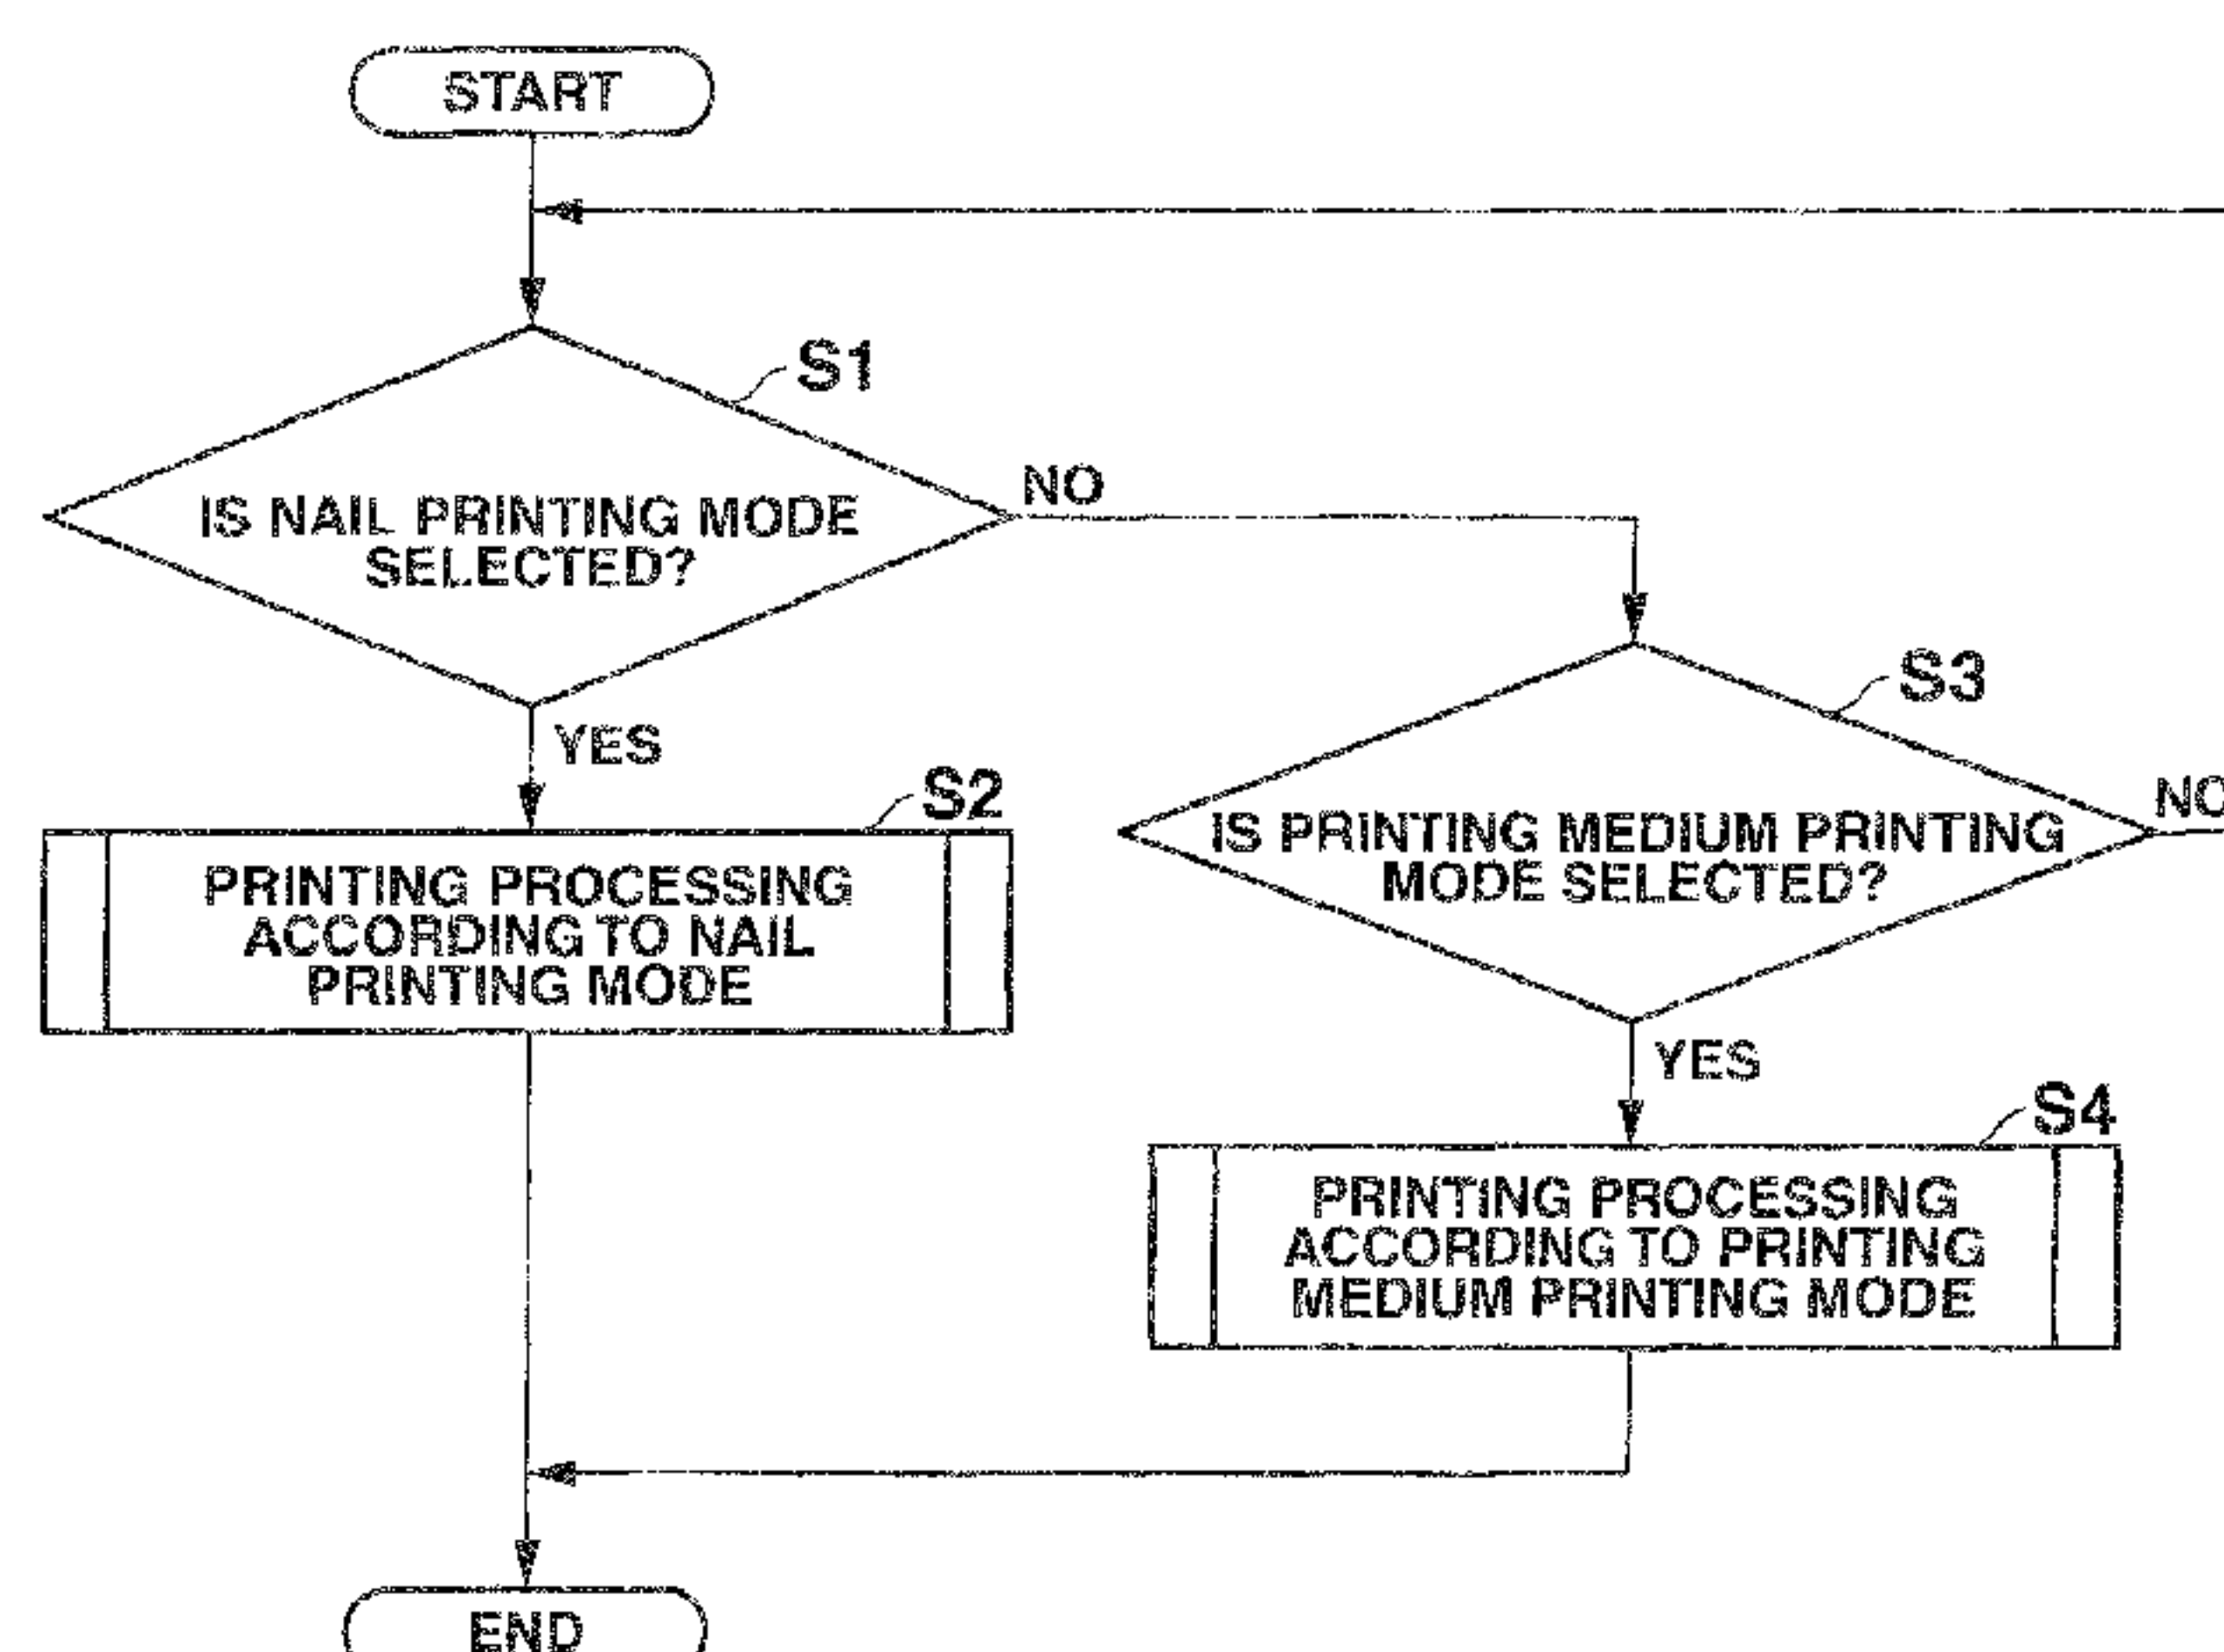 START
S1
IS NAIL PRINTING MODE
SELECTED?
NO
YES
S2
PRINTING PROCESSING
ACCORDING TO NAIL
PRINTING MODE
S3
IS PRINTING MEDIUM PRINTING
MODE SELECTED?
NO
YES
S4
PRINTING PROCESSING
ACCORDING TO PRINTING
MEDIUM PRINTING MODE
END